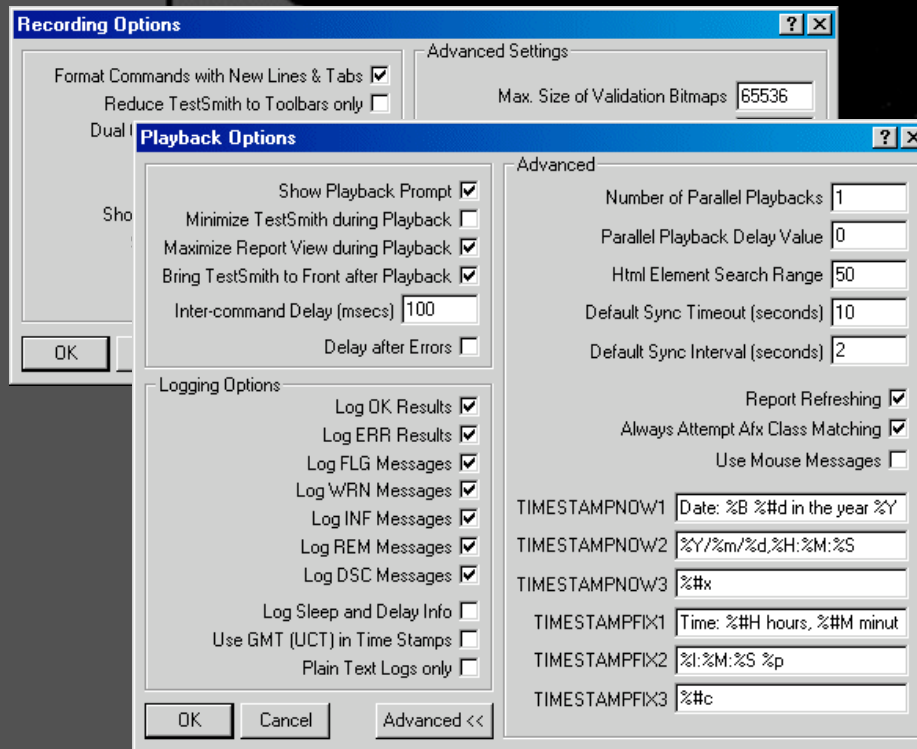 Recording Options
Format Commands with New Lines & Tabs
Reduce TestSmith to Toolbars only
Dual
Sho
OK
Advanced Settings
Max. Size of Validation Bitmaps 65536
Playback Options
Show Playback Prompt
Minimize TestSmith during Playback
Maximize Report View during Playback
Bring TestSmith to Front after Playback
Inter-command Delay (msecs) 100
Delay after Errors
Logging Options
Log OK Results
Log ERR Results
Log FLG Messages
Log WRN Messages
Log INF Messages
Log REM Messages
Log DSC Messages
Log Sleep and Delay Info
Use GMT (UCT) in Time Stamps
Plain Text Logs only
OK
Cancel
Advanced <<
Advanced
Number of Parallel Playbacks 1
Parallel Playback Delay Value 0
Html Element Search Range 50
Default Sync Timeout (seconds) 10
Default Sync Interval (seconds) 2
Report Refreshing
Always Attempt Afx Class Matching
Use Mouse Messages
TIMESTAMPNOW1 Date: %B %#d in the year %Y
TIMESTAMPNOW2 %Y/%m/%d,%H:%M:%S
TIMESTAMPNOW3 %#x
TIMESTAMPFIX1 Time: %#H hours, %#M minut
TIMESTAMPFIX2 %I:%M:%S %p
TIMESTAMPFIX3 %#c